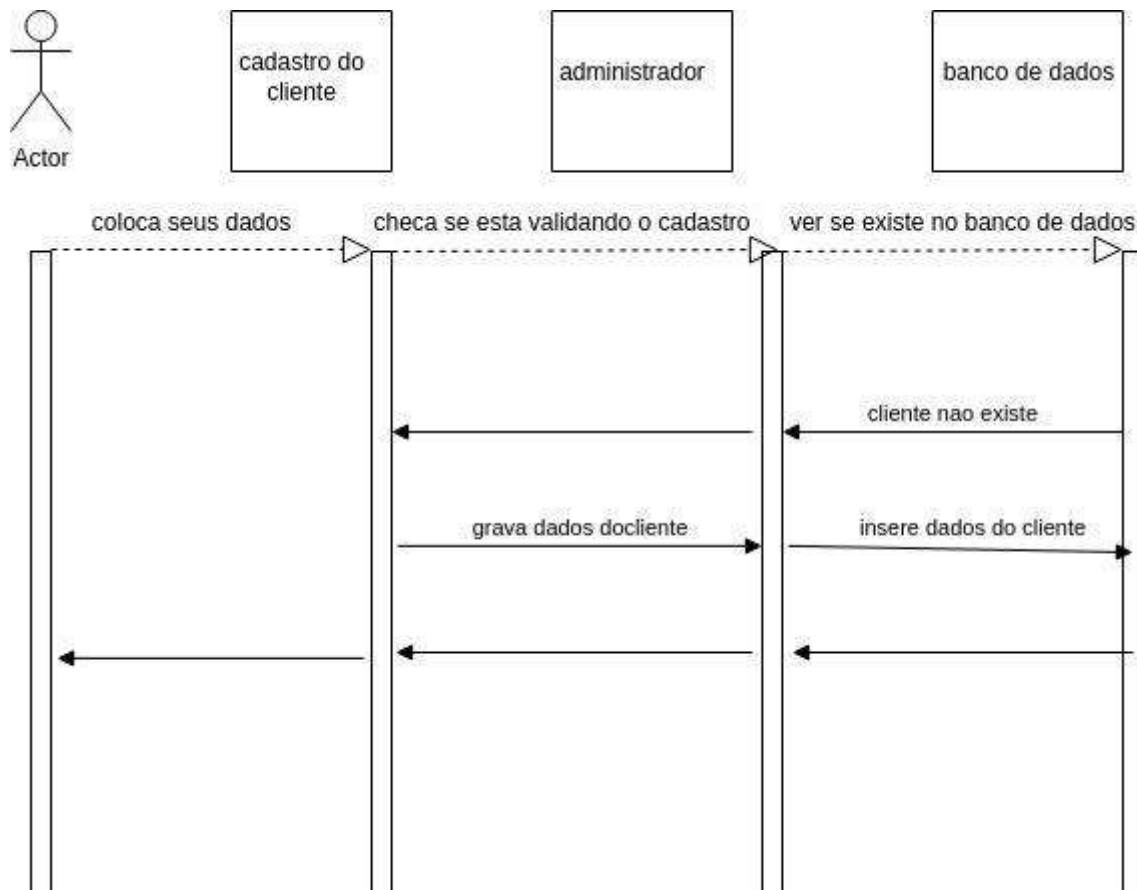 cadastro do
cliente
administrador
banco de dados
Actor
coloca seus dados
checa se esta validando o cadastro
ver se existe no banco de dados
cliente nao existe
grava dados docliente
insere dados do cliente